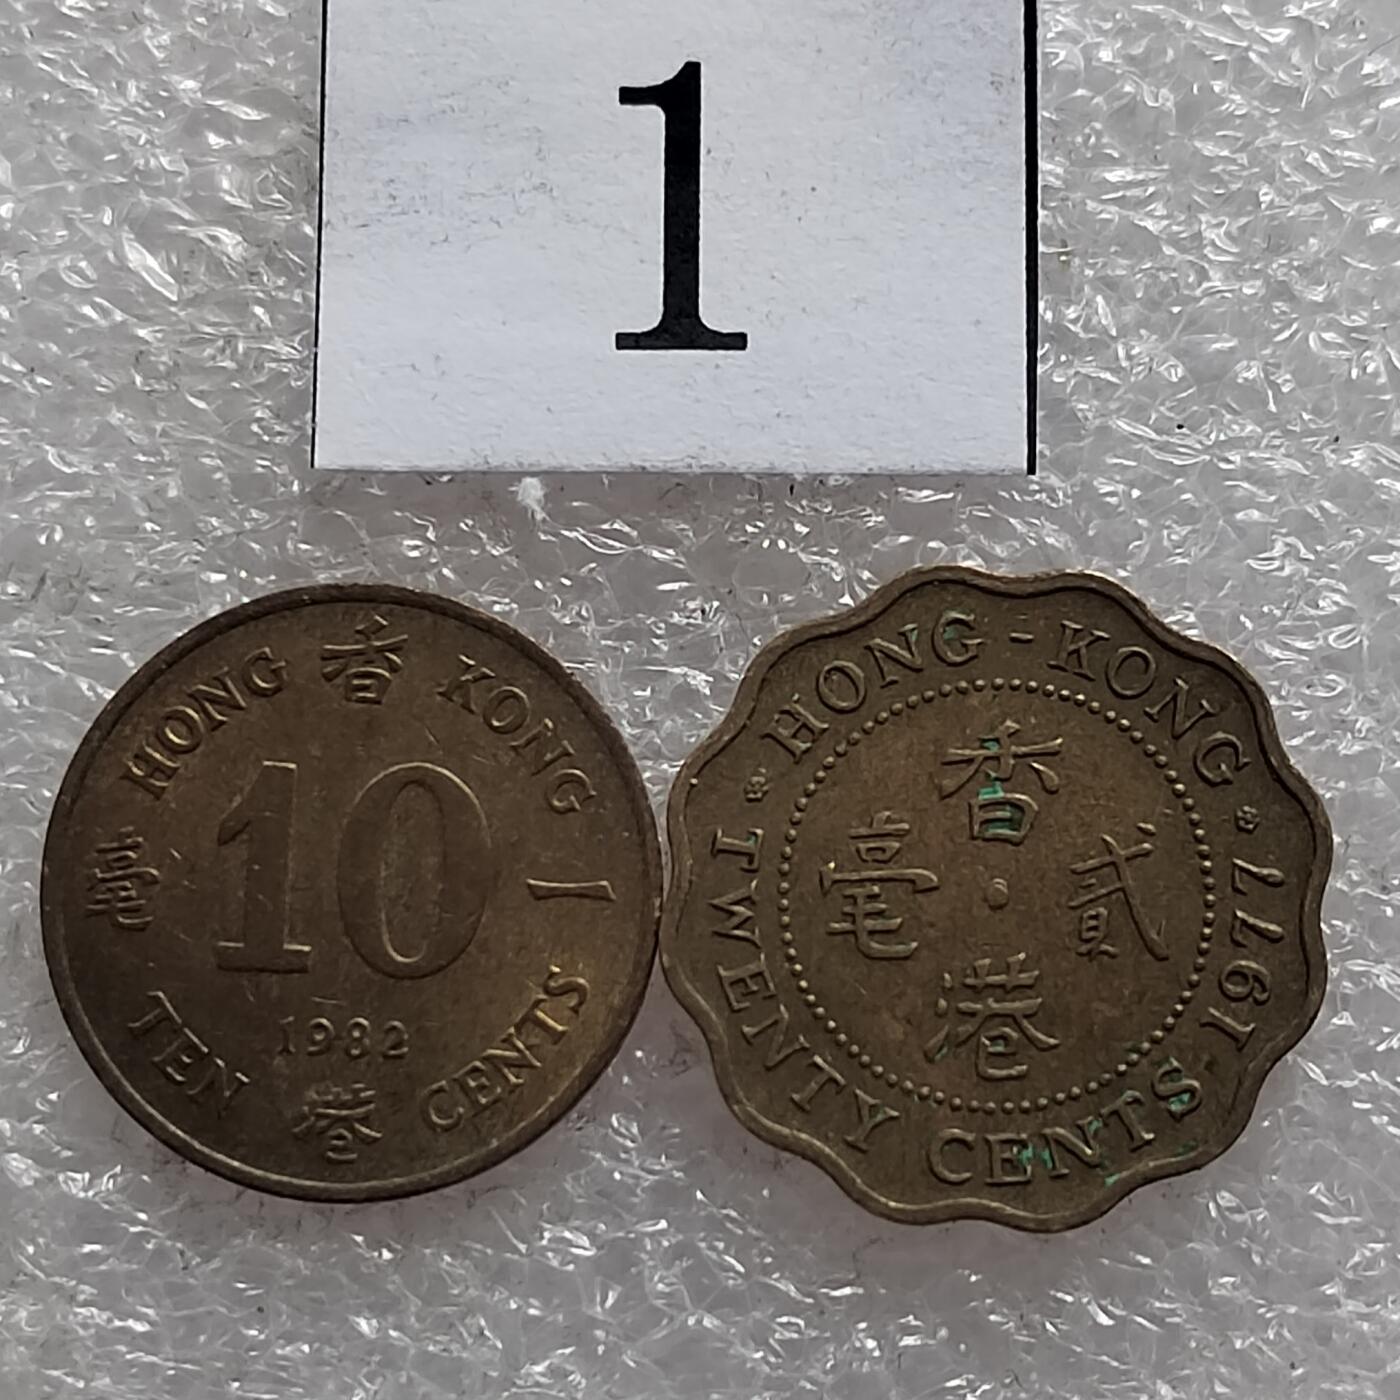 1
香
HONG KONG
毫 10 一
1982
TEN CENTS
港
HONG-KONG
香
毫 貳
港
TWENTY CENTS
1977